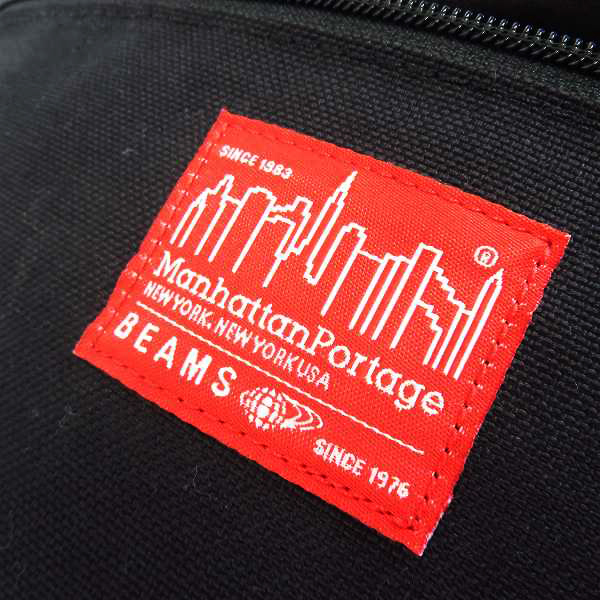 SINCE 1983
®
ManhattanPortage
NEW YORK, NEW YORK USA
BEAMS
SINCE 1976